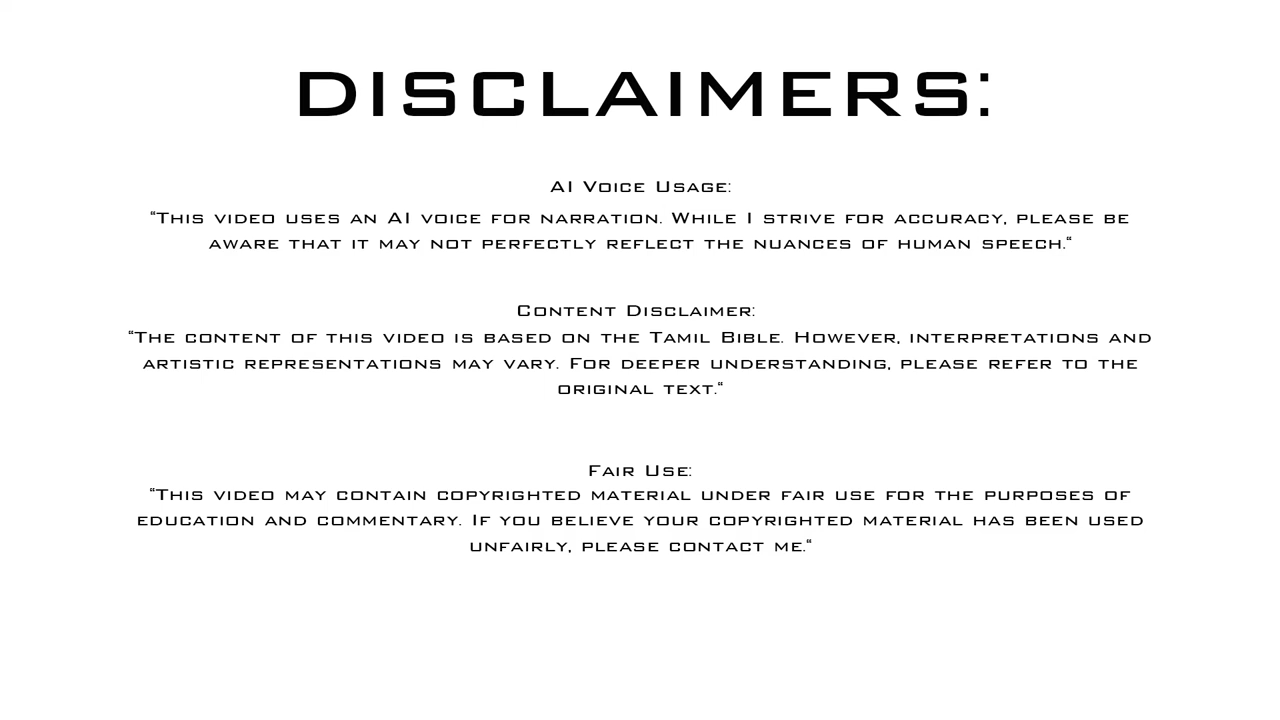 DISCLAIMERS:
AI Voice Usage:
“This video uses an AI voice for narration. While I strive for accuracy, please be
aware that it may not perfectly reflect the nuances of human speech.“
Content Disclaimer:
“The content of this video is based on the Tamil Bible. However, interpretations and
artistic representations may vary. For deeper understanding, please refer to the
original text.“
Fair Use:
“This video may contain copyrighted material under fair use for the purposes of
education and commentary. If you believe your copyrighted material has been used
unfairly, please contact me.“